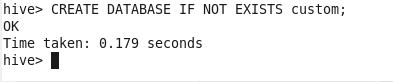 hive> CREATE DATABASE IF NOT EXISTS custom;
OK
Time taken: 0.179 seconds
hive>